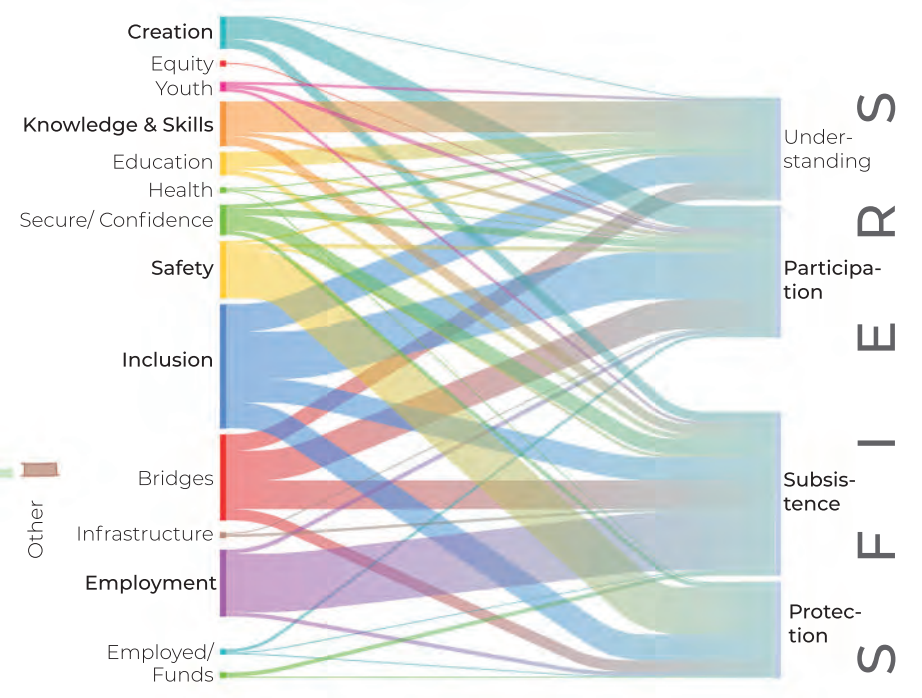 Creation
Equity
Youth
Knowledge & Skills
Education
Health
Secure/ Confidence
Safety
Inclusion
Bridges
Infrastructure
Employment
Employed/
Funds
Other
Under-
standing
Participa-
tion
Subsis-
tence
Protec-
tion
S F I E R S